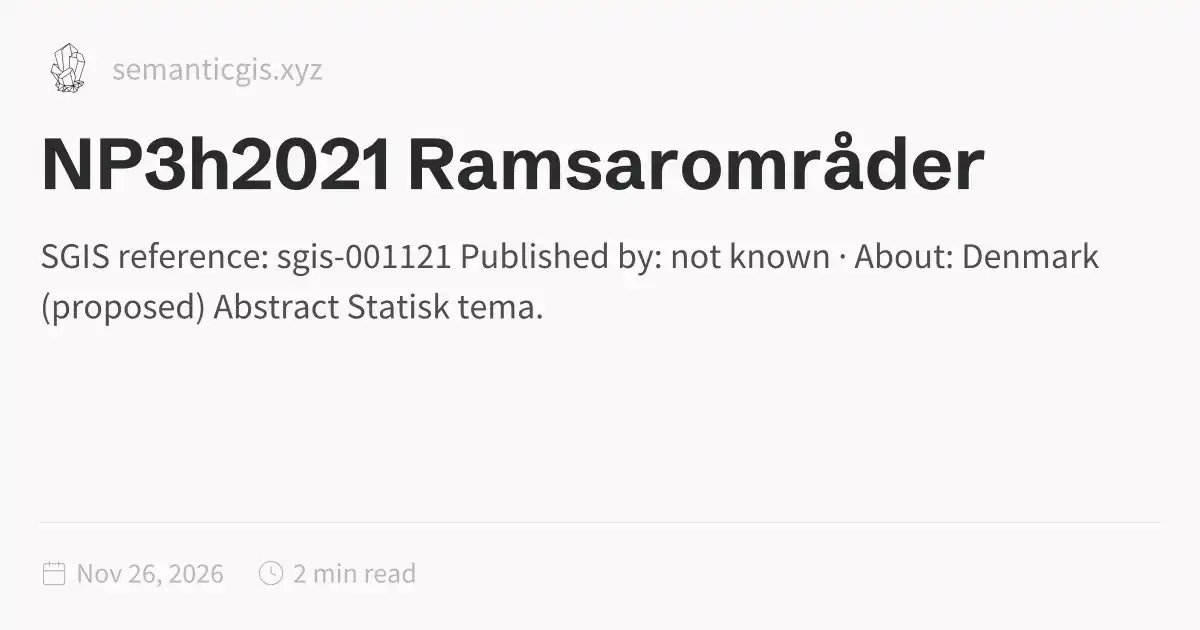 semanticgis.xyz
NP3h2021 Ramsarområder
SGIS reference: sgis-001121 Published by: not known · About: Denmark
(proposed) Abstract Statisk tema.
Nov 26, 2026 2 min read